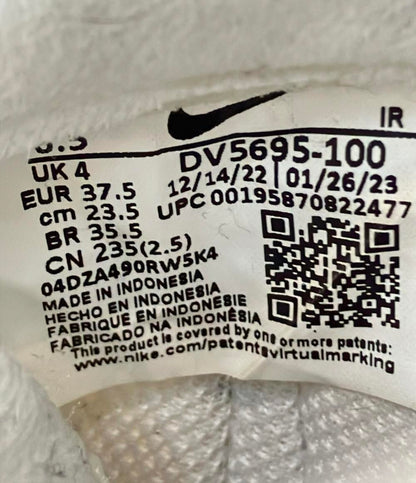 IR
UK 4
DV5695-100
EUR 37.5
12/14/22 | 01/26/23
cm 23.5
UPC 00195870822477
BR 35.5
CN 235(2.5)
04DZA490RW5K4
MADE IN INDONESIA
HECHO EN INDONESIA
FABRIQUE EN INDONESIE
FABRICADO NA INDONÉSIA
This product is covered by one or more patents:
www.nike.com/patentsvirtualmarking